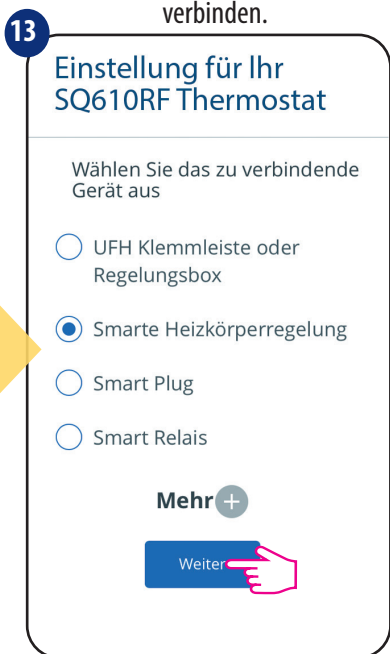 verbinden.
13
Einstellung für Ihr
SQ610RF Thermostat
Wählen Sie das zu verbindende
Gerät aus
UFH Klemmleiste oder
Regelungsbox
Smarte Heizkörperregelung
Smart Plug
Smart Relais
Mehr +
Weiter